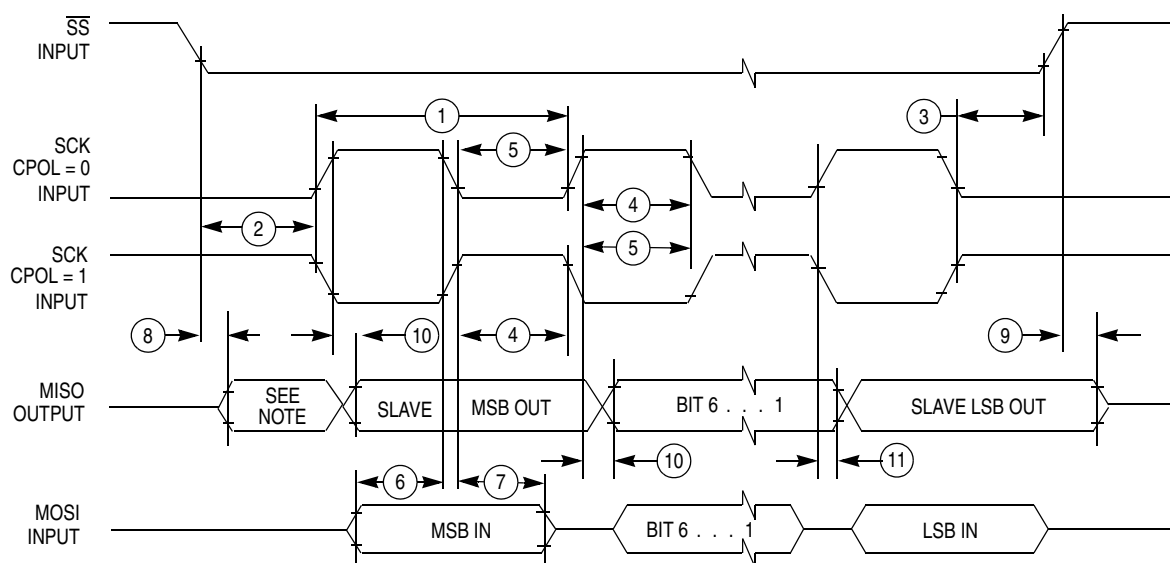 SS
INPUT
1
3
SCK
CPOL = 0
INPUT
5
4
2
5
SCK
CPOL = 1
INPUT
8
10
4
9
MISO
OUTPUT
SEE
NOTE
SLAVE
MSB OUT
BIT 6 . . . 1
SLAVE LSB OUT
10
11
6
7
MOSI
INPUT
MSB IN
BIT 6 . . . 1
LSB IN